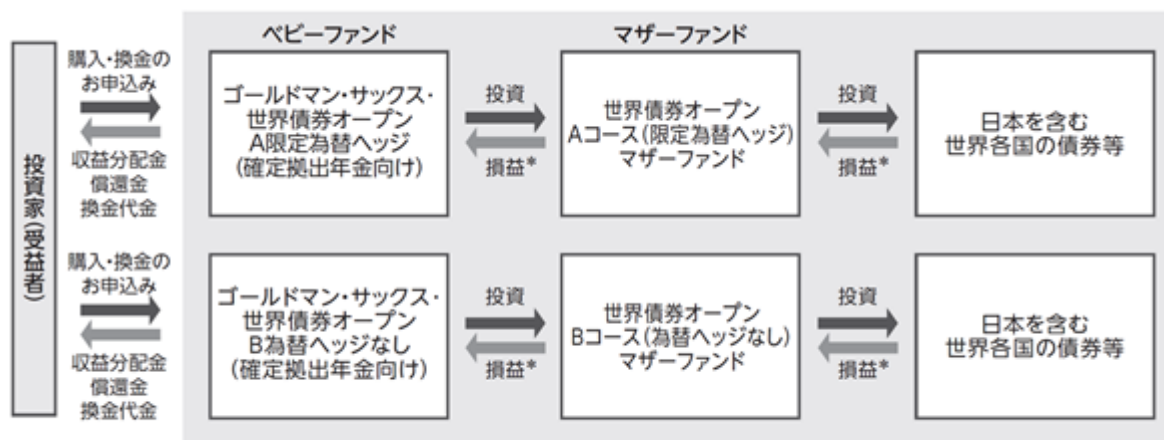 ベビーファンド
マザーファンド
投資家(受益者)
購入・換金の
お申込み
収益分配金
償還金
換金代金
ゴールドマン・サックス・
世界債券オープン
A限定為替ヘッジ
(確定拠出年金向け)
投資
損益*
世界債券オープン
Aコース(限定為替ヘッジ)
マザーファンド
投資
損益*
日本を含む
世界各国の債券等
購入・換金の
お申込み
収益分配金
償還金
換金代金
ゴールドマン・サックス・
世界債券オープン
B為替ヘッジなし
(確定拠出年金向け)
投資
損益*
世界債券オープン
Bコース(為替ヘッジなし)
マザーファンド
投資
損益*
日本を含む
世界各国の債券等